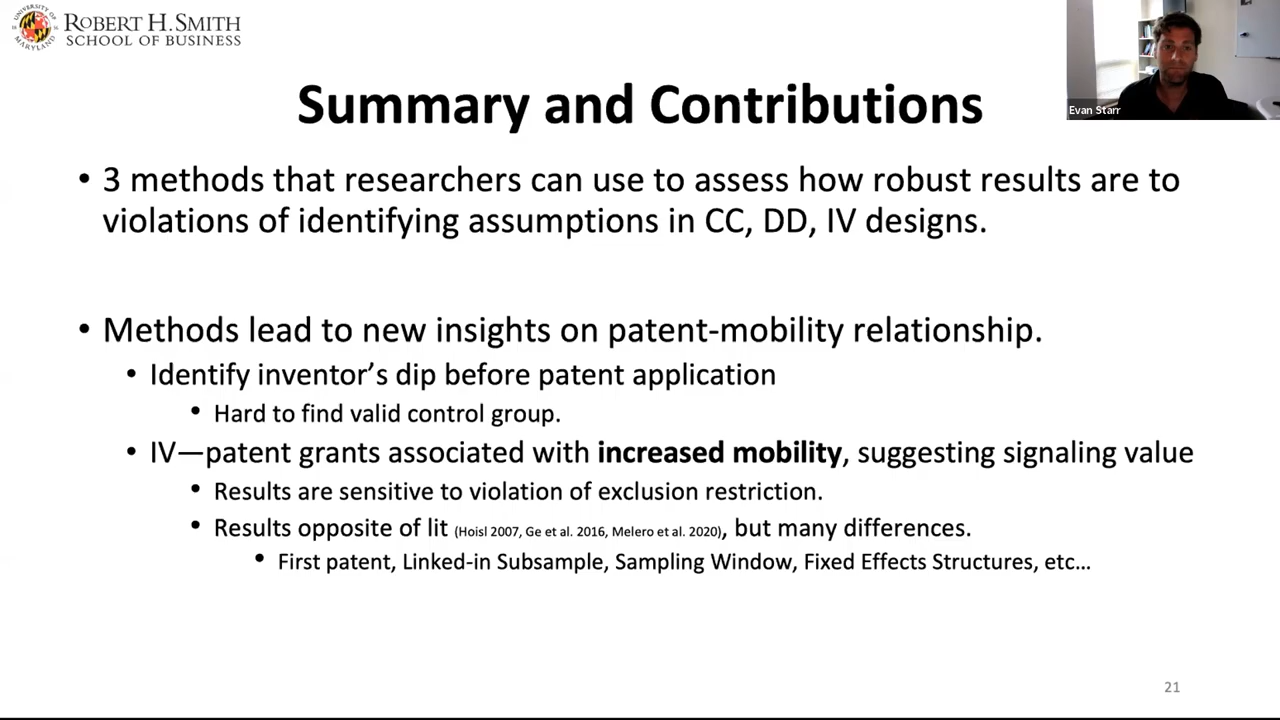 UNIVERSITY OF
MARYLAND
ROBERT H. SMITH
SCHOOL OF BUSINESS
Evan Starr
Summary and Contributions
• 3 methods that researchers can use to assess how robust results are to
violations of identifying assumptions in CC, DD, IV designs.
• Methods lead to new insights on patent-mobility relationship.
• Identify inventor’s dip before patent application
• Hard to find valid control group.
• IV—patent grants associated with increased mobility, suggesting signaling value
• Results are sensitive to violation of exclusion restriction.
• Results opposite of lit (Hoisl 2007, Ge et al. 2016, Melero et al. 2020), but many differences.
• First patent, Linked-in Subsample, Sampling Window, Fixed Effects Structures, etc…
21